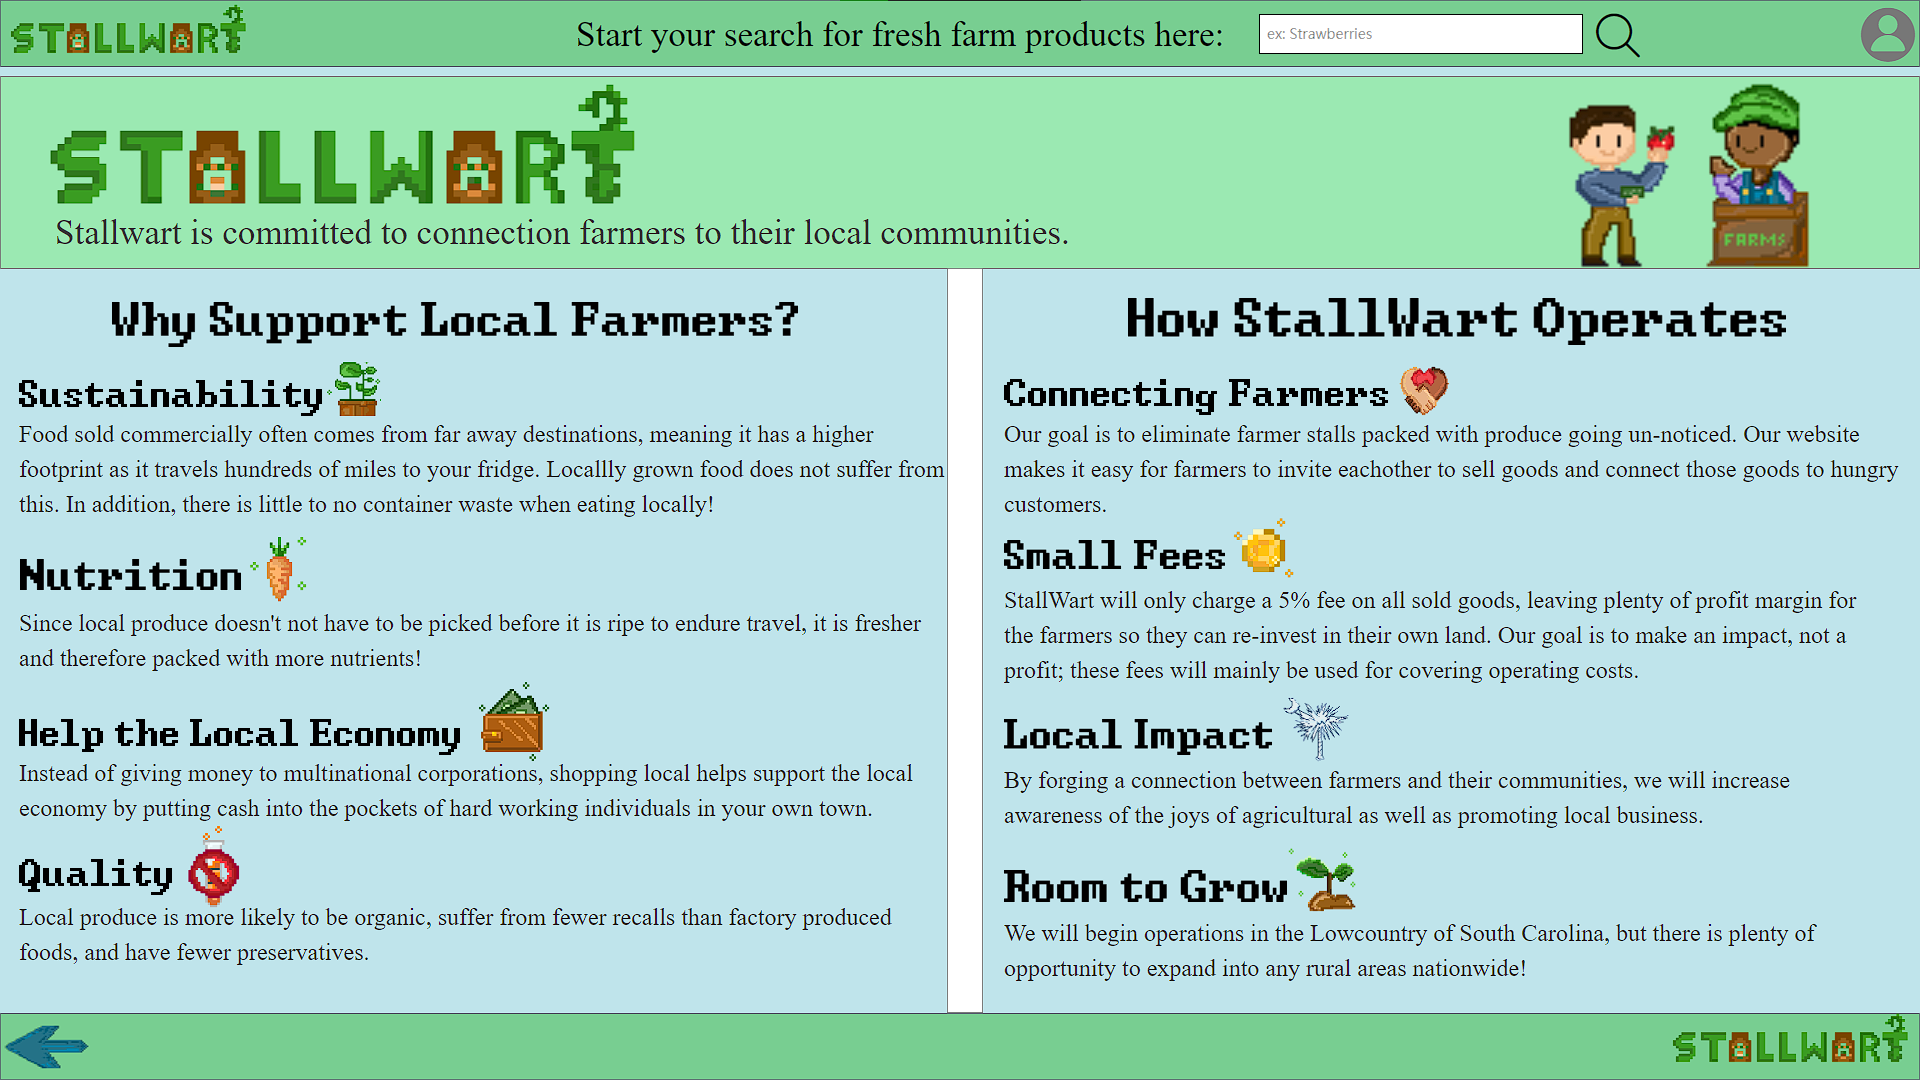 STALLWART
Start your search for fresh farm products here:
ex: Strawberries
STALLWART
Stallwart is committed to connection farmers to their local communities.
FARMS
Why Support Local Farmers?
Sustainability
Food sold commercially often comes from far away destinations, meaning it has a higher
footprint as it travels hundreds of miles to your fridge. Locallly grown food does not suffer from
this. In addition, there is little to no container waste when eating locally!
Nutrition
Since local produce doesn't not have to be picked before it is ripe to endure travel, it is fresher
and therefore packed with more nutrients!
Help the Local Economy
Instead of giving money to multinational corporations, shopping local helps support the local
economy by putting cash into the pockets of hard working individuals in your own town.
Quality
Local produce is more likely to be organic, suffer from fewer recalls than factory produced
foods, and have fewer preservatives.
How StallWart Operates
Connecting Farmers
Our goal is to eliminate farmer stalls packed with produce going un-noticed. Our website
makes it easy for farmers to invite eachother to sell goods and connect those goods to hungry
customers.
Small Fees
StallWart will only charge a 5% fee on all sold goods, leaving plenty of profit margin for
the farmers so they can re-invest in their own land. Our goal is to make an impact, not a
profit; these fees will mainly be used for covering operating costs.
Local Impact
By forging a connection between farmers and their communities, we will increase
awareness of the joys of agricultural as well as promoting local business.
Room to Grow
We will begin operations in the Lowcountry of South Carolina, but there is plenty of
opportunity to expand into any rural areas nationwide!
STALLWART